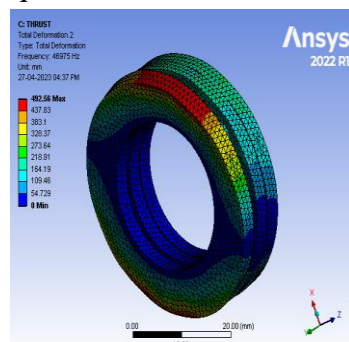 C: THRUST
Total Deformation 2
Type: Total Deformation
Frequency: 46975 Hz
Unit: mm
27-04-2023 04:37 PM
492.56 Max
437.83
383.1
328.37
273.64
218.91
164.19
109.46
54.729
0 Min
Ansys
2022 R1
0.00
20.00 (mm)
X
Y
Z